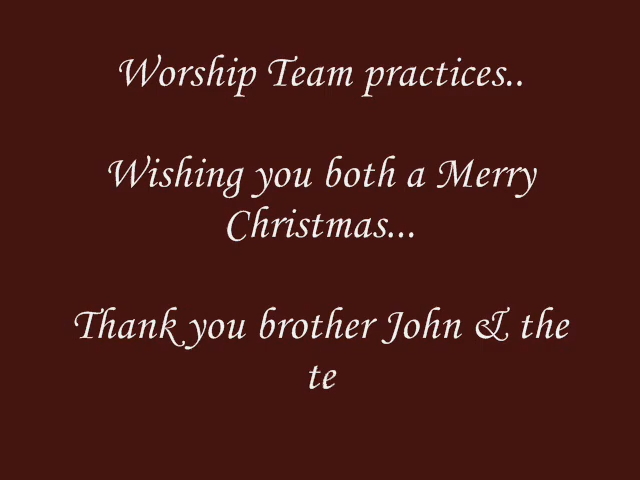 Worship Team practices..
Wishing you both a Merry
Christmas...
Thank you brother John & the
te